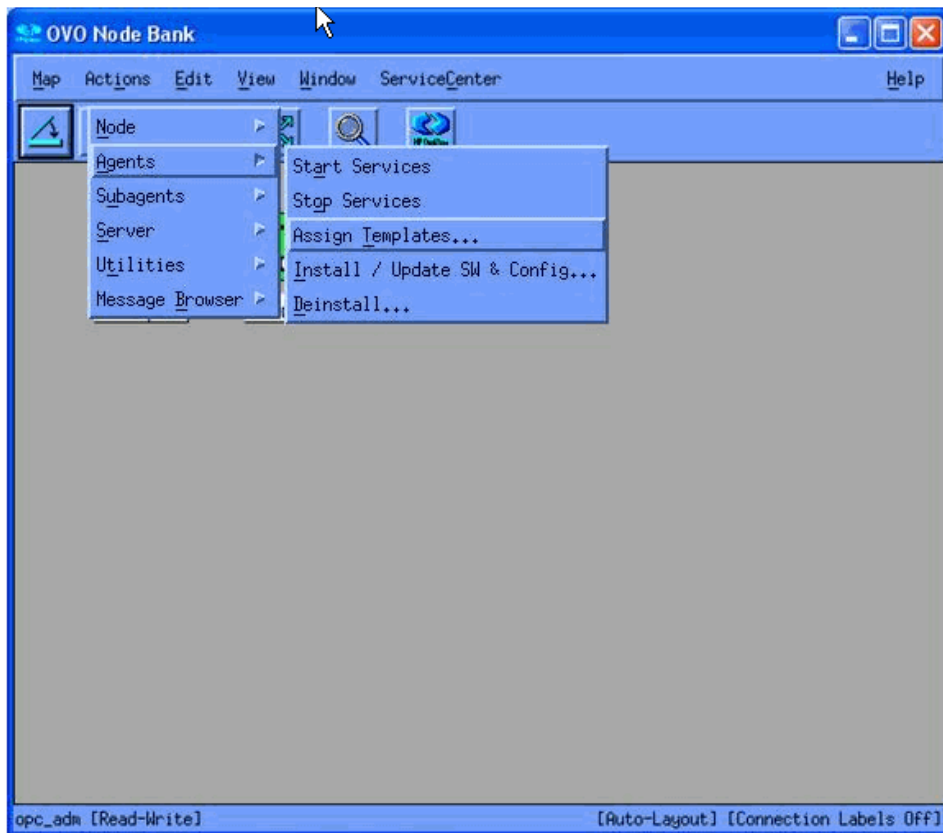 OVO Node Bank
Map Actions Edit View Window ServiceCenter Help
Node
Agents
Subagents
Server
Utilities
Message Browser
Start Services
Stop Services
Assign Templates...
Install / Update SW & Config...
Deinstall...
opc_adm [Read-Write] [Auto-Layout] [Connection Labels Off]